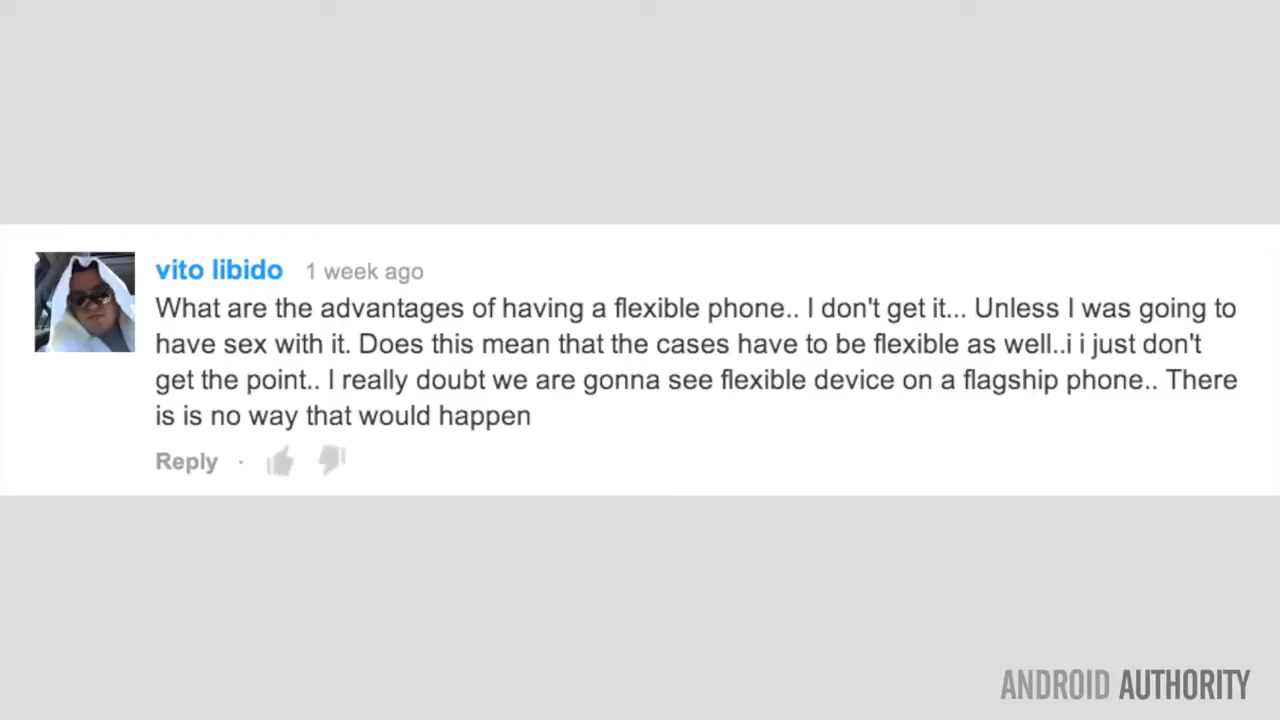 vito libido 1 week ago
What are the advantages of having a flexible phone.. I don't get it... Unless I was going to
have sex with it. Does this mean that the cases have to be flexible as well..i i just don't
get the point.. I really doubt we are gonna see flexible device on a flagship phone.. There
is is no way that would happen
Reply ·
ANDROID AUTHORITY